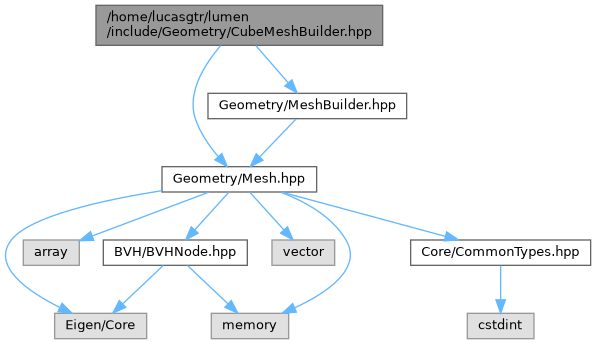 /home/lucasgtr/lumen
/include/Geometry/CubeMeshBuilder.hpp
Geometry/MeshBuilder.hpp
Geometry/Mesh.hpp
array
BVH/BVHNode.hpp
vector
Core/CommonTypes.hpp
Eigen/Core
memory
cstdint